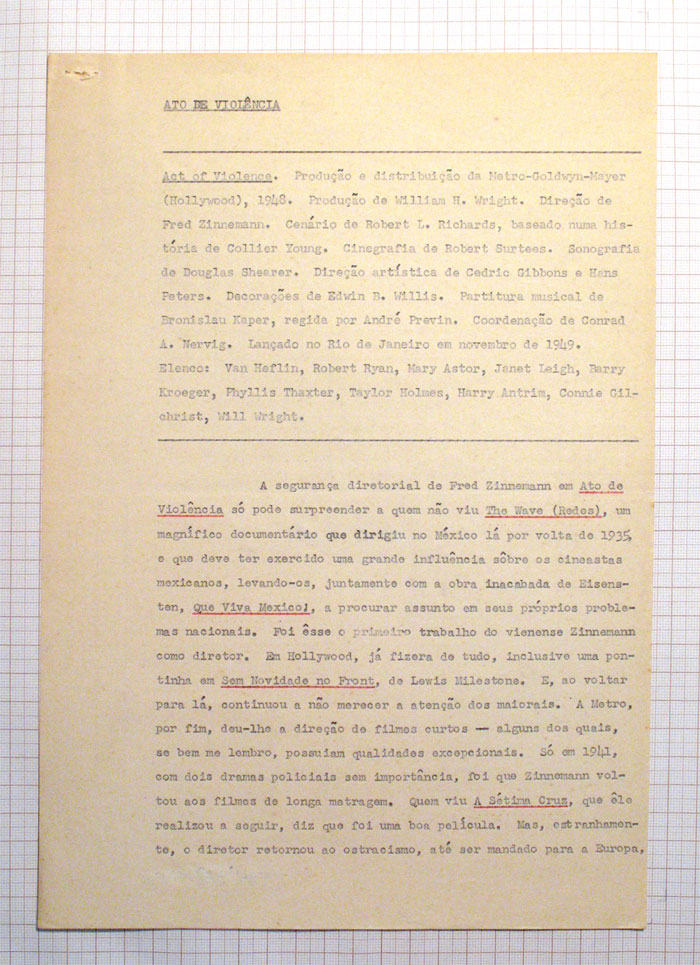 ATO DE VIOLÊNCIA
Act of Violence. Produção e distribuição da Metro-Goldwyn-Mayer
(Hollywood), 1948. Produção de William H. Wright. Direção de
Fred Zinnemann. Cenário de Robert L. Richards, baseado numa his-
tória de Collier Young. Cinegrafia de Robert Surtees. Sonografia
de Douglas Shearer. Direção artística de Cedric Gibbons e Hans
Peters. Decorações de Edwin B. Willis. Partitura musical de
Bronislau Kaper, regida por André Previn. Coordenação de Conrad
A. Nervig. Lançado no Rio de Janeiro em novembro de 1949.
Elenco: Van Heflin, Robert Ryan, Mary Astor, Janet Leigh, Barry
Kroeger, Phyllis Thaxter, Taylor Holmes, Harry Antrim, Connie Gil-
christ, Will Wright.
A segurança diretorial de Fred Zinnemann em Ato de
Violência só pode surpreender a quem não viu The Wave (Redes), um
magnífico documentário que dirigiu no México lá por volta de 1935,
e que deve ter exercido uma grande influência sôbre os cineastas
mexicanos, levando-os, juntamente com a obra inacabada de Eisens-
ten, Que Viva Mexico!, a procurar assunto em seus próprios proble-
mas nacionais. Foi êsse o primeiro trabalho do vienense Zinnemann
como diretor. Em Hollywood, já fizera de tudo, inclusive uma pon-
tinha em Sem Novidade no Front, de Lewis Milestone. E, ao voltar
para lá, continuou a não merecer a atenção dos maiorais. A Metro,
por fim, deu-lhe a direção de filmes curtos — alguns dos quais,
se bem me lembro, possuiam qualidades excepcionais. Só em 1941,
com dois dramas policiais sem importância, foi que Zinnemann vol-
tou aos filmes de longa metragem. Quem viu A Sétima Cruz, que êle
realizou a seguir, diz que foi uma boa película. Mas, estranhamen-
te, o diretor retornou ao ostracismo, até ser mandado para a Europa,